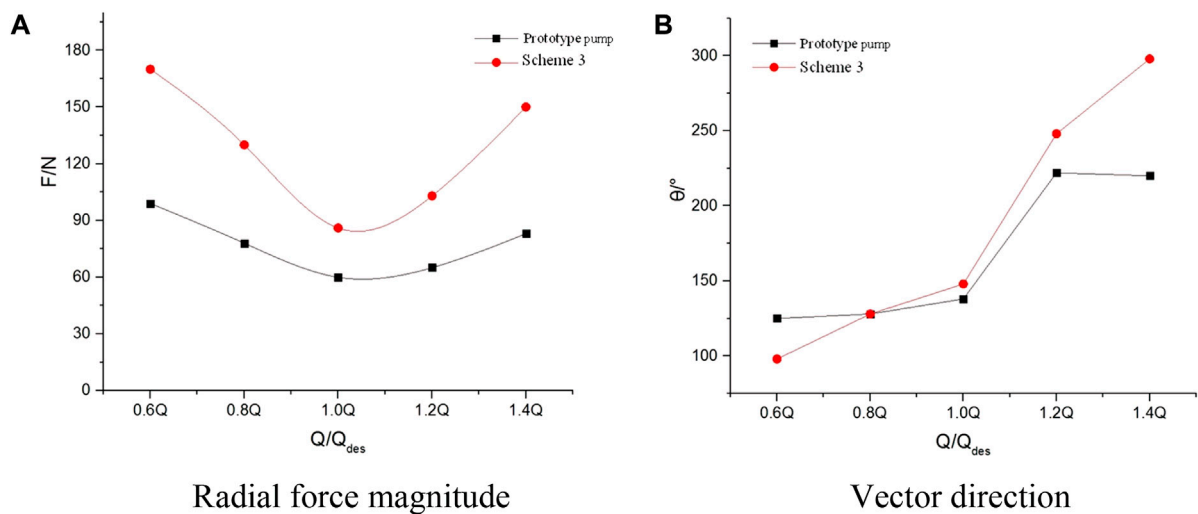 A
Prototype pump
Scheme 3
180
150
120
90
60
30
0
F/N
0.6Q 0.8Q 1.0Q 1.2Q 1.4Q
Q/Qdes
Radial force magnitude
B
Prototype pump
Scheme 3
300
250
200
150
100
θ/°
0.6Q 0.8Q 1.0Q 1.2Q 1.4Q
Q/Qdes
Vector direction